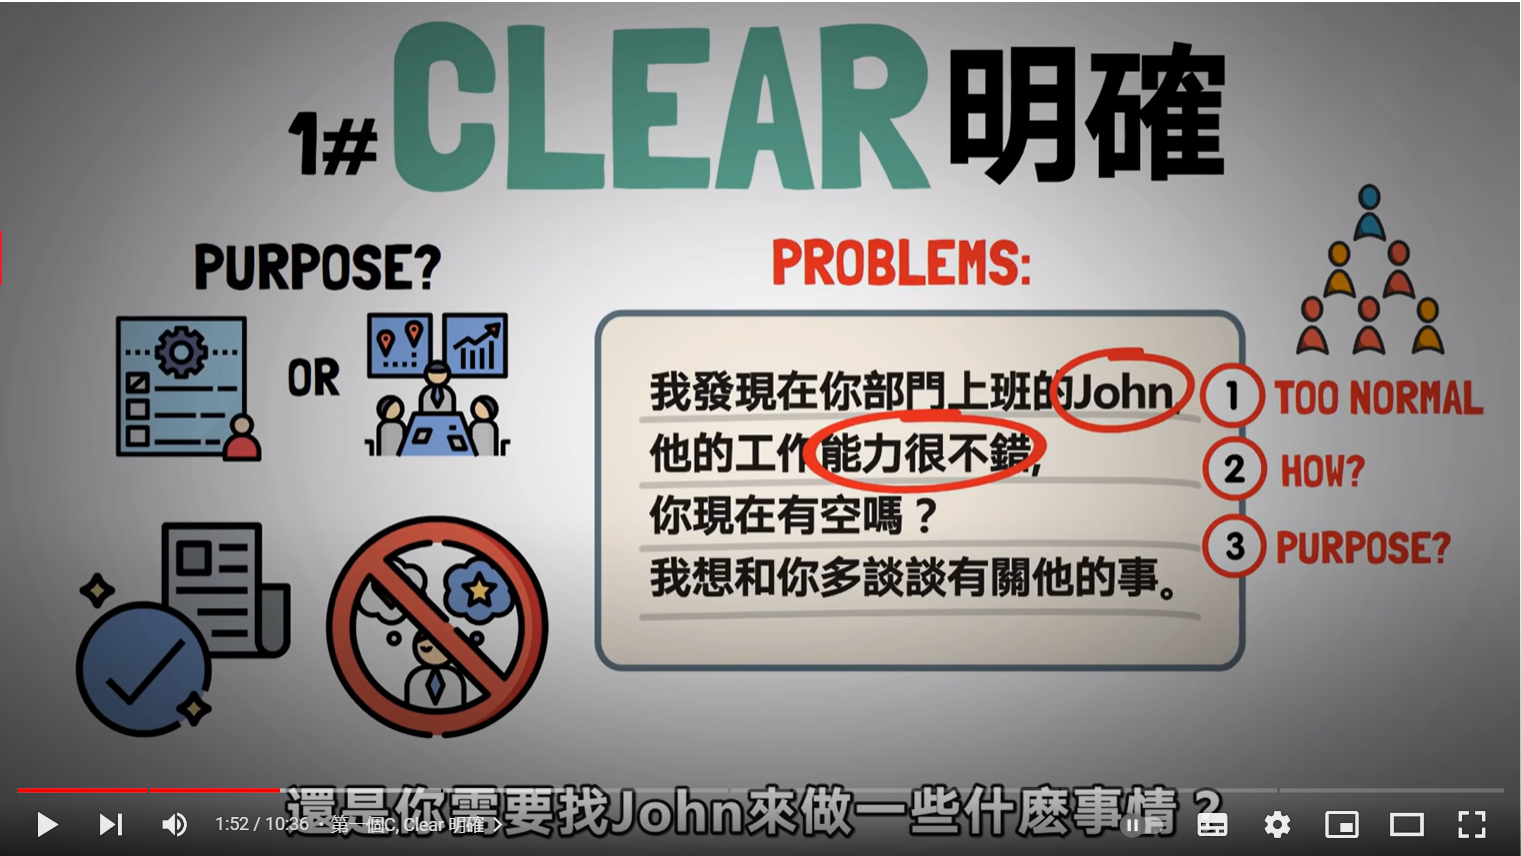 1# CLEAR 明確
PURPOSE?
OR
PROBLEMS:
我發現在你部門上班的John,
他的工作能力很不錯,
你現在有空嗎？
我想和你多談談有關他的事。
1 TOO NORMAL
2 HOW?
3 PURPOSE?
還是你需要找John來做一些什麽事情？
1:52 / 10:36 • 第一個C, Clear 明確